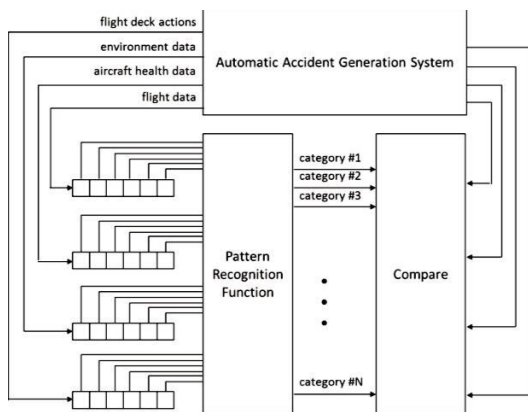 flight deck actions
environment data
aircraft health data
flight data
Automatic Accident Generation System
category #1
category #2
category #3
Pattern
Recognition
Function
Compare
category #N